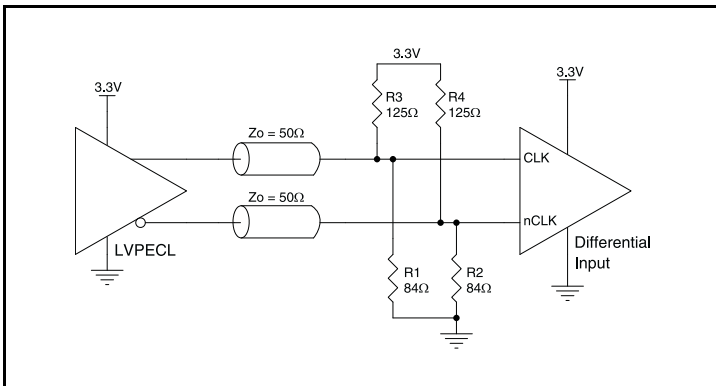 3.3V
3.3V
3.3V
R3
125Ω
R4
125Ω
Zo = 50Ω
CLK
Zo = 50Ω
nCLK
LVPECL
Differential
Input
R1
84Ω
R2
84Ω